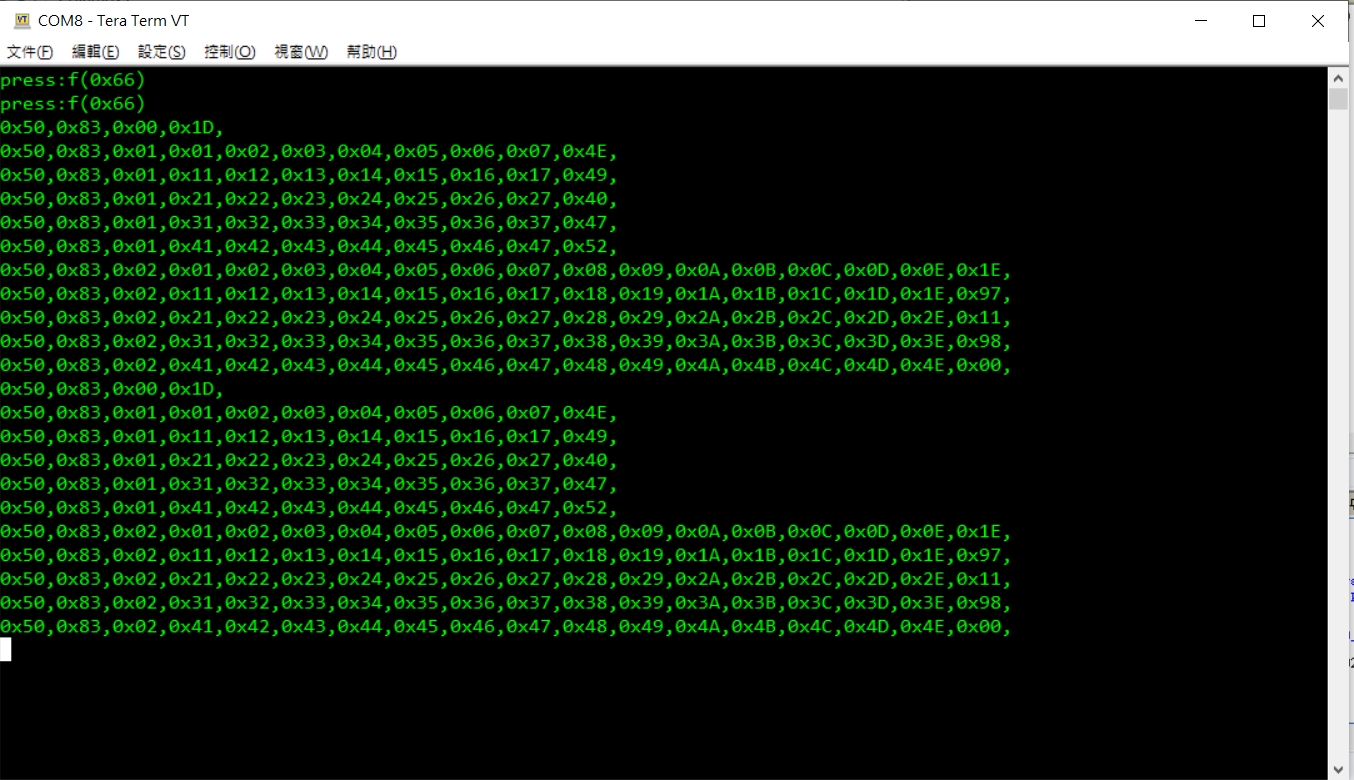 COM8 - Tera Term VT
文件(F) 編輯(E) 設定(S) 控制(O) 視窗(W) 幫助(H)
press:f(0x66)
press:f(0x66)
0x50,0x83,0x00,0x1D,
0x50,0x83,0x01,0x01,0x02,0x03,0x04,0x05,0x06,0x07,0x4E,
0x50,0x83,0x01,0x11,0x12,0x13,0x14,0x15,0x16,0x17,0x49,
0x50,0x83,0x01,0x21,0x22,0x23,0x24,0x25,0x26,0x27,0x40,
0x50,0x83,0x01,0x31,0x32,0x33,0x34,0x35,0x36,0x37,0x47,
0x50,0x83,0x01,0x41,0x42,0x43,0x44,0x45,0x46,0x47,0x52,
0x50,0x83,0x02,0x01,0x02,0x03,0x04,0x05,0x06,0x07,0x08,0x09,0x0A,0x0B,0x0C,0x0D,0x0E,0x1E,
0x50,0x83,0x02,0x11,0x12,0x13,0x14,0x15,0x16,0x17,0x18,0x19,0x1A,0x1B,0x1C,0x1D,0x1E,0x97,
0x50,0x83,0x02,0x21,0x22,0x23,0x24,0x25,0x26,0x27,0x28,0x29,0x2A,0x2B,0x2C,0x2D,0x2E,0x11,
0x50,0x83,0x02,0x31,0x32,0x33,0x34,0x35,0x36,0x37,0x38,0x39,0x3A,0x3B,0x3C,0x3D,0x3E,0x98,
0x50,0x83,0x02,0x41,0x42,0x43,0x44,0x45,0x46,0x47,0x48,0x49,0x4A,0x4B,0x4C,0x4D,0x4E,0x00,
0x50,0x83,0x00,0x1D,
0x50,0x83,0x01,0x01,0x02,0x03,0x04,0x05,0x06,0x07,0x4E,
0x50,0x83,0x01,0x11,0x12,0x13,0x14,0x15,0x16,0x17,0x49,
0x50,0x83,0x01,0x21,0x22,0x23,0x24,0x25,0x26,0x27,0x40,
0x50,0x83,0x01,0x31,0x32,0x33,0x34,0x35,0x36,0x37,0x47,
0x50,0x83,0x01,0x41,0x42,0x43,0x44,0x45,0x46,0x47,0x52,
0x50,0x83,0x02,0x01,0x02,0x03,0x04,0x05,0x06,0x07,0x08,0x09,0x0A,0x0B,0x0C,0x0D,0x0E,0x1E,
0x50,0x83,0x02,0x11,0x12,0x13,0x14,0x15,0x16,0x17,0x18,0x19,0x1A,0x1B,0x1C,0x1D,0x1E,0x97,
0x50,0x83,0x02,0x21,0x22,0x23,0x24,0x25,0x26,0x27,0x28,0x29,0x2A,0x2B,0x2C,0x2D,0x2E,0x11,
0x50,0x83,0x02,0x31,0x32,0x33,0x34,0x35,0x36,0x37,0x38,0x39,0x3A,0x3B,0x3C,0x3D,0x3E,0x98,
0x50,0x83,0x02,0x41,0x42,0x43,0x44,0x45,0x46,0x47,0x48,0x49,0x4A,0x4B,0x4C,0x4D,0x4E,0x00,